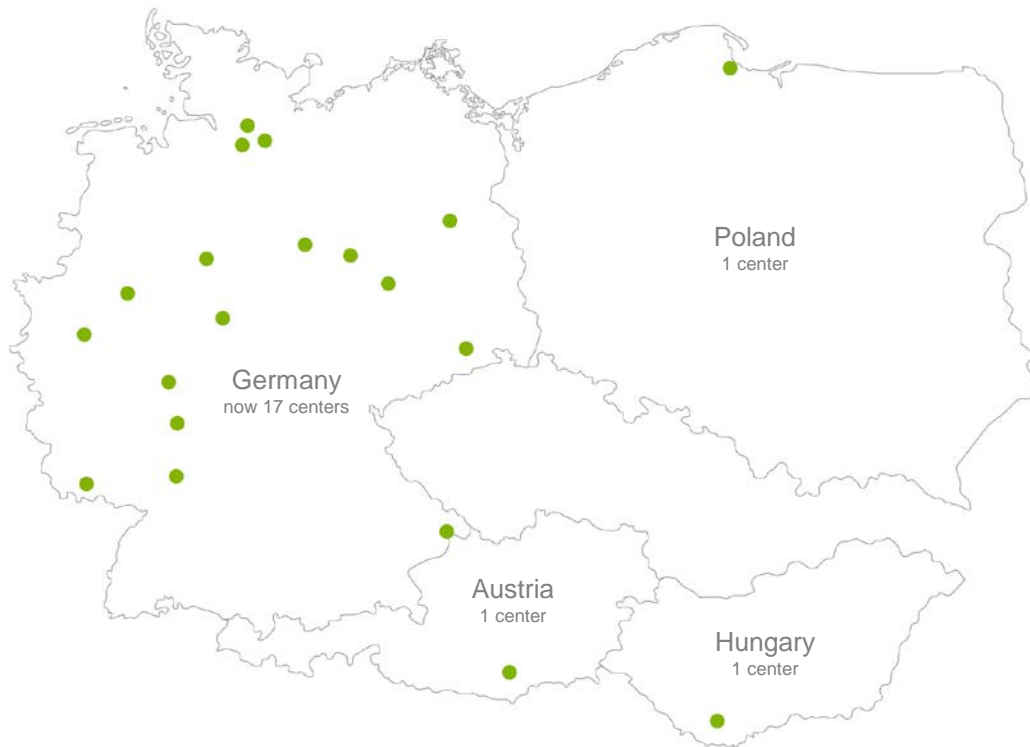 Poland
1 center
Germany
now 17 centers
Austria
1 center
Hungary
1 center